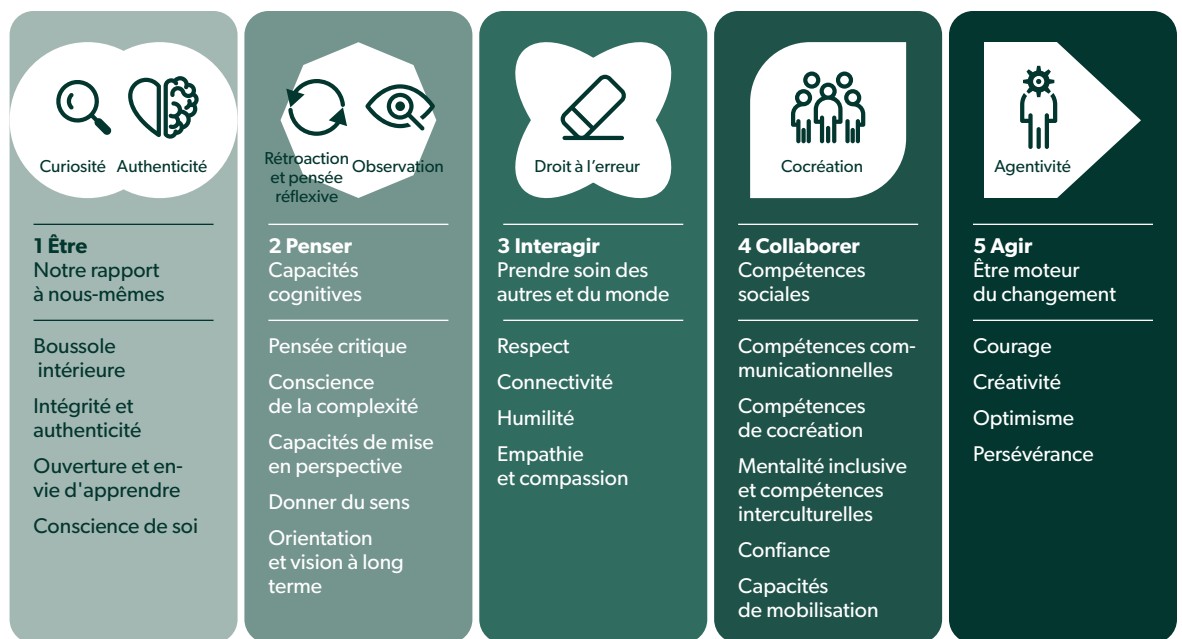 Curiosité Authenticité
1 Être
Notre rapport
à nous-mêmes
Boussole
intérieure
Intégrité et
authenticité
Ouverture et en-
vie d'apprendre
Conscience de soi
Rétroaction
et pensée
réflexive
Observation
2 Penser
Capacités
cognitives
Pensée critique
Conscience
de la complexité
Capacités de mise
en perspective
Donner du sens
Orientation
et vision à long
terme
Droit à l'erreur
3 Interagir
Prendre soin des
autres et du monde
Respect
Connectivité
Humilité
Empathie
et compassion
Cocréation
4 Collaborer
Compétences
sociales
Compétences com-
municationnelles
Compétences
de cocréation
Mentalité inclusive
et compétences
interculturelles
Confiance
Capacités
de mobilisation
Agentivité
5 Agir
Être moteur
du changement
Courage
Créativité
Optimisme
Persévérance